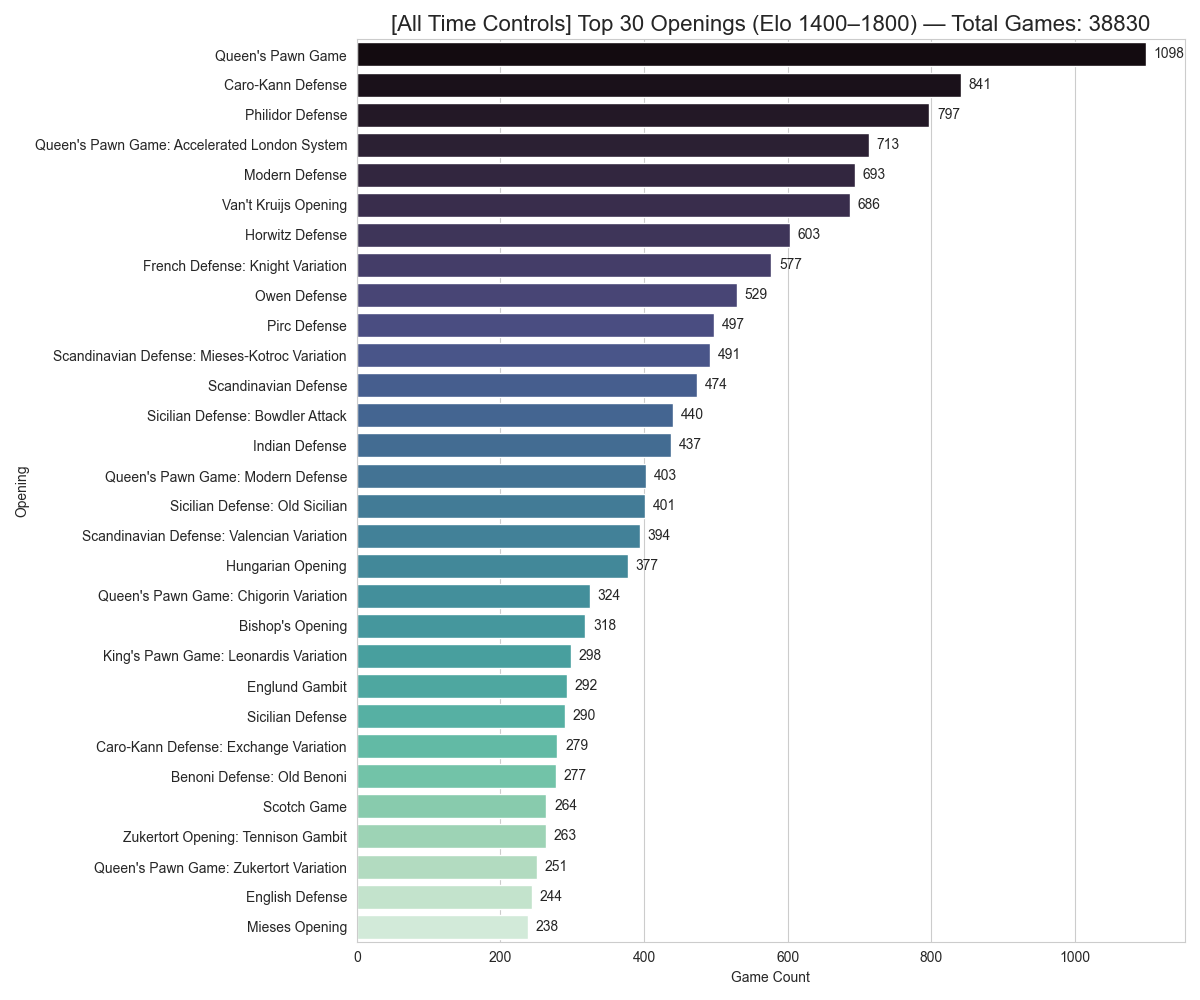 [All Time Controls] Top 30 Openings (Elo 1400–1800) — Total Games: 38830
Queen's Pawn Game 1098
Caro-Kann Defense 841
Philidor Defense 797
Queen's Pawn Game: Accelerated London System 713
Modern Defense 693
Van't Kruijs Opening 686
Horwitz Defense 603
French Defense: Knight Variation 577
Owen Defense 529
Pirc Defense 497
Scandinavian Defense: Mieses-Kotroc Variation 491
Scandinavian Defense 474
Sicilian Defense: Bowdler Attack 440
Indian Defense 437
Queen's Pawn Game: Modern Defense 403
Sicilian Defense: Old Sicilian 401
Scandinavian Defense: Valencian Variation 394
Hungarian Opening 377
Queen's Pawn Game: Chigorin Variation 324
Bishop's Opening 318
King's Pawn Game: Leonardis Variation 298
Englund Gambit 292
Sicilian Defense 290
Caro-Kann Defense: Exchange Variation 279
Benoni Defense: Old Benoni 277
Scotch Game 264
Zukertort Opening: Tennison Gambit 263
Queen's Pawn Game: Zukertort Variation 251
English Defense 244
Mieses Opening 238
Opening
0 200 400 600 800 1000
Game Count